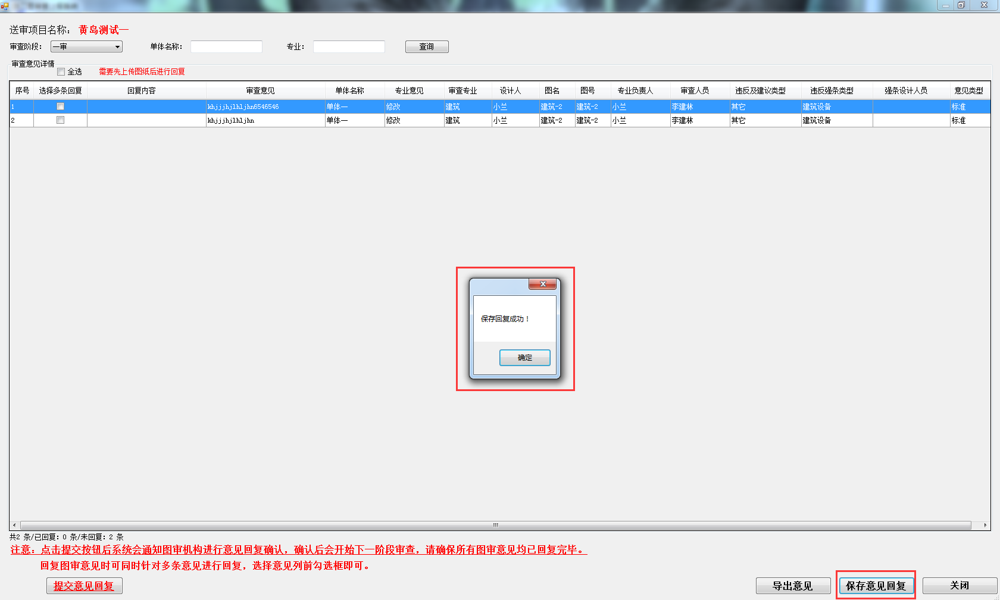 送审项目名称： 黄岛测试一
审查阶段： 一审 单体名称： 专业： 查询
审查意见详情
全选 需要先上传图纸后进行回复
序号 选择多条回复 回复内容 审查意见 单体名称 专业意见 审查专业 设计人 图名 图号 专业负责人 审查人员 违反及建议类型 违反强条类型 强条设计人员 意见类型
1 khjjjhjlhljhn6546546 单体一 修改 建筑 小兰 建筑-2 建筑-2 小兰 李建林 其它 建筑设备 标准
2 khjjjhjlhljhn 单体一 修改 建筑 小兰 建筑-2 建筑-2 小兰 李建林 其它 建筑设备 标准
保存回复成功！
确定
共2 条/已回复：0 条/未回复：2 条
注意：点击提交按钮后系统会通知图审机构进行意见回复确认，确认后会开始下一阶段审查，请确保所有图审意见均已回复完毕。
回复图审意见时可同时针对多条意见进行回复，选择意见列前勾选框即可。
提交意见回复 导出意见 保存意见回复 关闭